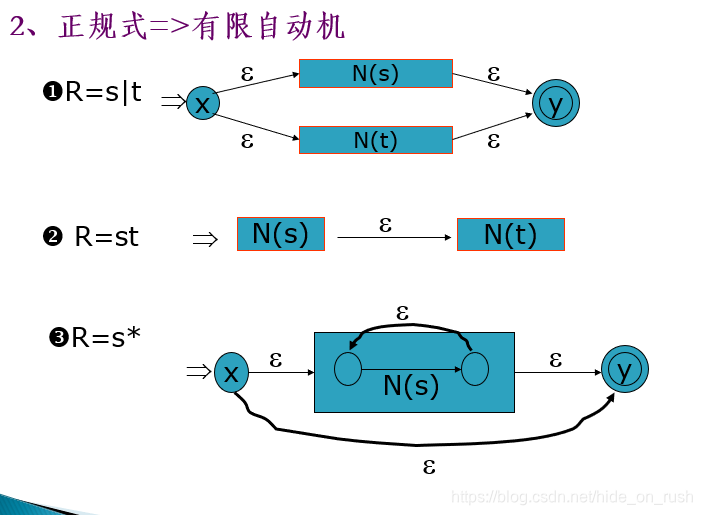 2、正规式=>有限自动机
❶R=s|t ⇒ x ε N(s) ε y
ε N(t) ε
❷ R=st ⇒ N(s) ε N(t)
❸R=s*
ε
⇒ x ε N(s) ε y
ε
https://blog.csdn.net/hide_on_rush